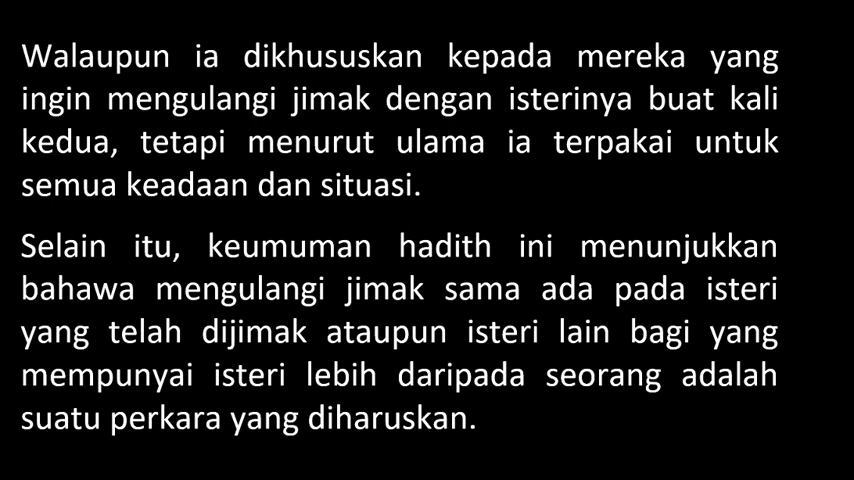 Walaupun ia dikhususkan kepada mereka yang
ingin mengulangi jimak dengan isterinya buat kali
kedua, tetapi menurut ulama ia terpakai untuk
semua keadaan dan situasi.
Selain itu, keumuman hadith ini menunjukkan
bahawa mengulangi jimak sama ada pada isteri
yang telah dijimak ataupun isteri lain bagi yang
mempunyai isteri lebih daripada seorang adalah
suatu perkara yang diharuskan.